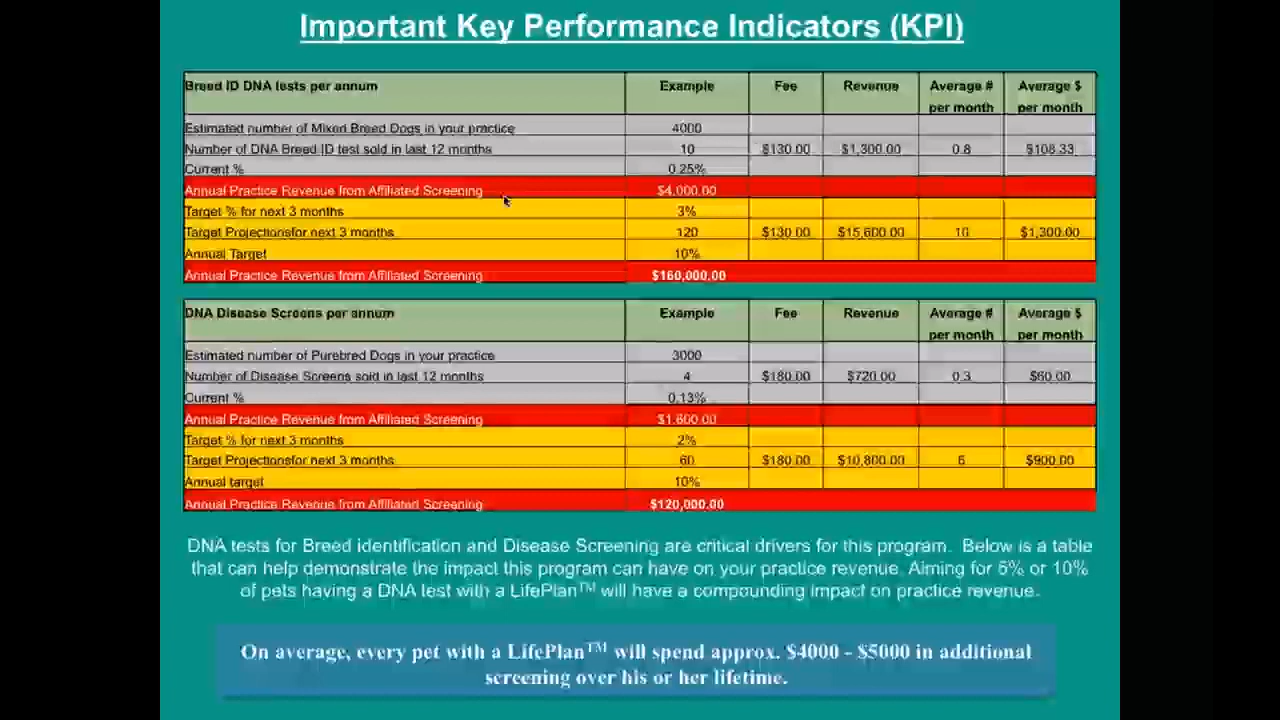 Important Key Performance Indicators (KPI)
Breed ID DNA tests per annum Example Fee Revenue Average # per month Average $ per month
Estimated number of Mixed Breed Dogs in your practice 4000
Number of DNA Breed ID test sold in last 12 months 10 $130.00 $1,300.00 0.8 $108.33
Current % 0.25%
Annual Practice Revenue from Affiliated Screening $4,000.00
Target % for next 3 months 3%
Target Projectionsfor next 3 months 120 $130.00 $15,600.00 10 $1,300.00
Annual Target 10%
Annual Practice Revenue from Affiliated Screening $160,000.00
DNA Disease Screens per annum Example Fee Revenue Average # per month Average $ per month
Estimated number of Purebred Dogs in your practice 3000
Number of Disease Screens sold in last 12 months 4 $180.00 $720.00 0.3 $60.00
Current % 0.13%
Annual Practice Revenue from Affiliated Screening $1,600.00
Target % for next 3 months 2%
Target Projectionsfor next 3 months 60 $180.00 $10,800.00 5 $900.00
Annual target 10%
Annual Practice Revenue from Affiliated Screening $120,000.00
DNA tests for Breed identification and Disease Screening are critical drivers for this program. Below is a table
that can help demonstrate the impact this program can have on your practice revenue. Aiming for 5% or 10%
of pets having a DNA test with a LifePlan™ will have a compounding impact on practice revenue.
On average, every pet with a LifePlan™ will spend approx. $4000 - $5000 in additional
screening over his or her lifetime.